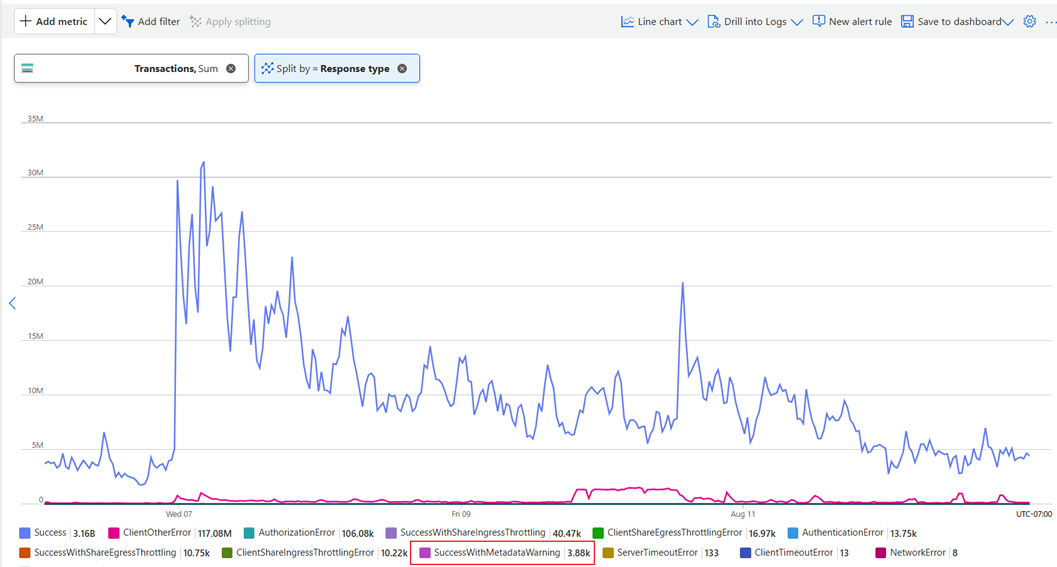 Add metric Add filter Apply splitting Line chart Drill into Logs New alert rule Save to dashboard
Transactions, Sum Split by = Response type
35M
30M
25M
20M
15M
10M
5M
0
Wed 07 Fri 09 Aug 11 UTC-07:00
Success 3.16B ClientOtherError 117.08M AuthorizationError 106.08k SuccessWithShareIngressThrottling 40.47k ClientShareEgressThrottlingError 16.97k AuthenticationError 13.75k
SuccessWithShareEgressThrottling 10.75k ClientShareIngressThrottlingError 10.22k SuccessWithMetadataWarning 3.88k ServerTimeoutError 133 ClientTimeoutError 13 NetworkError 8